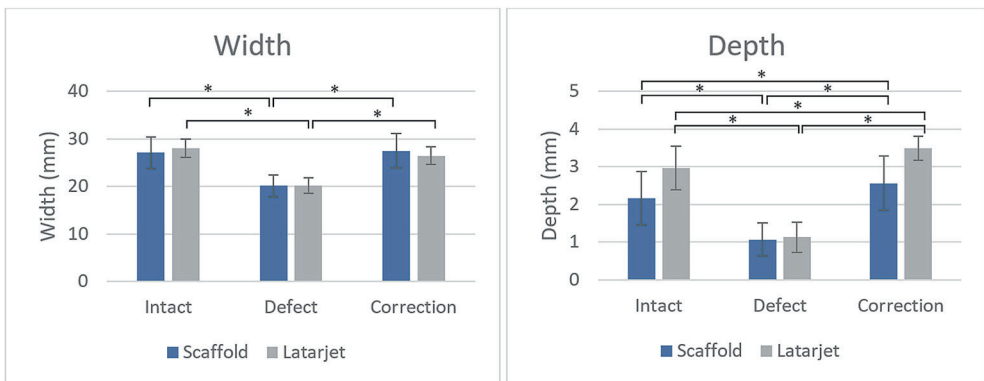 Width
* *
* *
40
30
20
10
0
Width (mm)
Intact Defect Correction
Scaffold Latarjet
Depth
*
* *
*
* *
5
4
3
2
1
0
Depth (mm)
Intact Defect Correction
Scaffold Latarjet